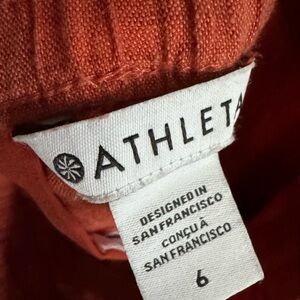 ATHLETA
DESIGNED IN
SAN FRANCISCO
CONÇU À
SAN FRANCISCO
6